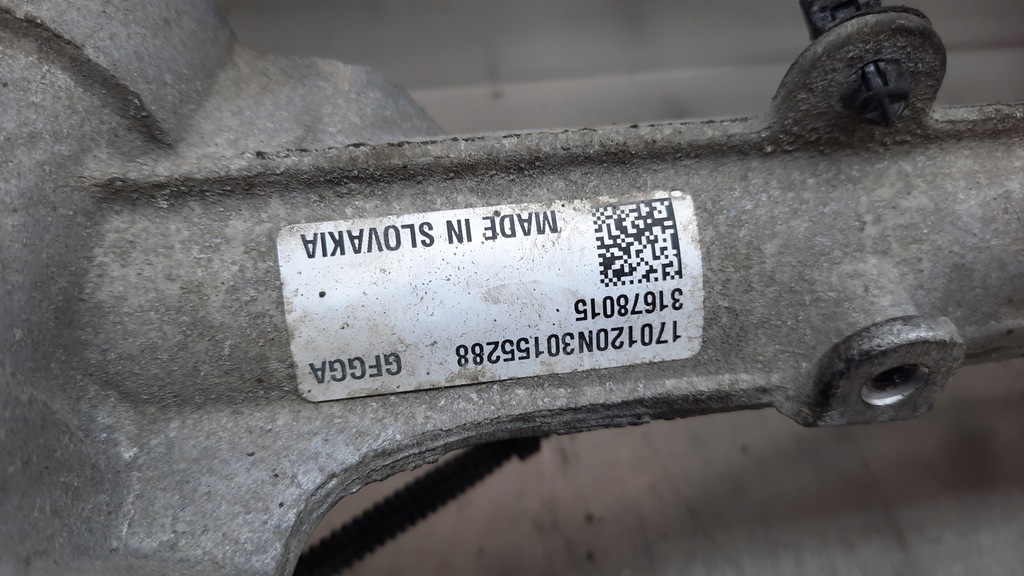 170120N30155288 GFGGA
31678015
MADE IN SLOVAKIA